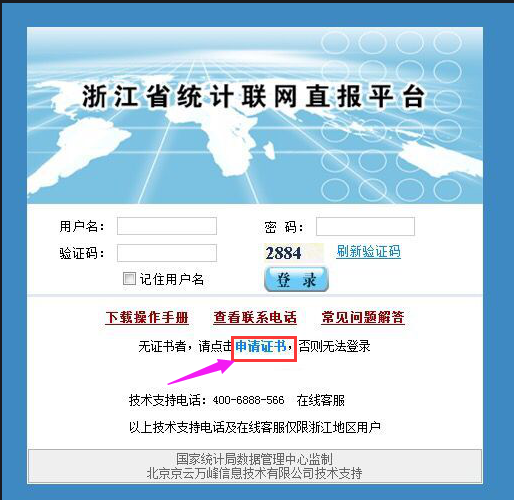 浙江省统计联网直报平台
用户名： 密 码：
验证码： 2884 刷新验证码
记住用户名 登 录
下载操作手册 查看联系电话 常见问题解答
无证书者，请点击申请证书，否则无法登录
技术支持电话：400-6888-566 在线客服
以上技术支持电话及在线客服仅限浙江地区用户
国家统计局数据管理中心监制
北京京云万峰信息技术有限公司技术支持